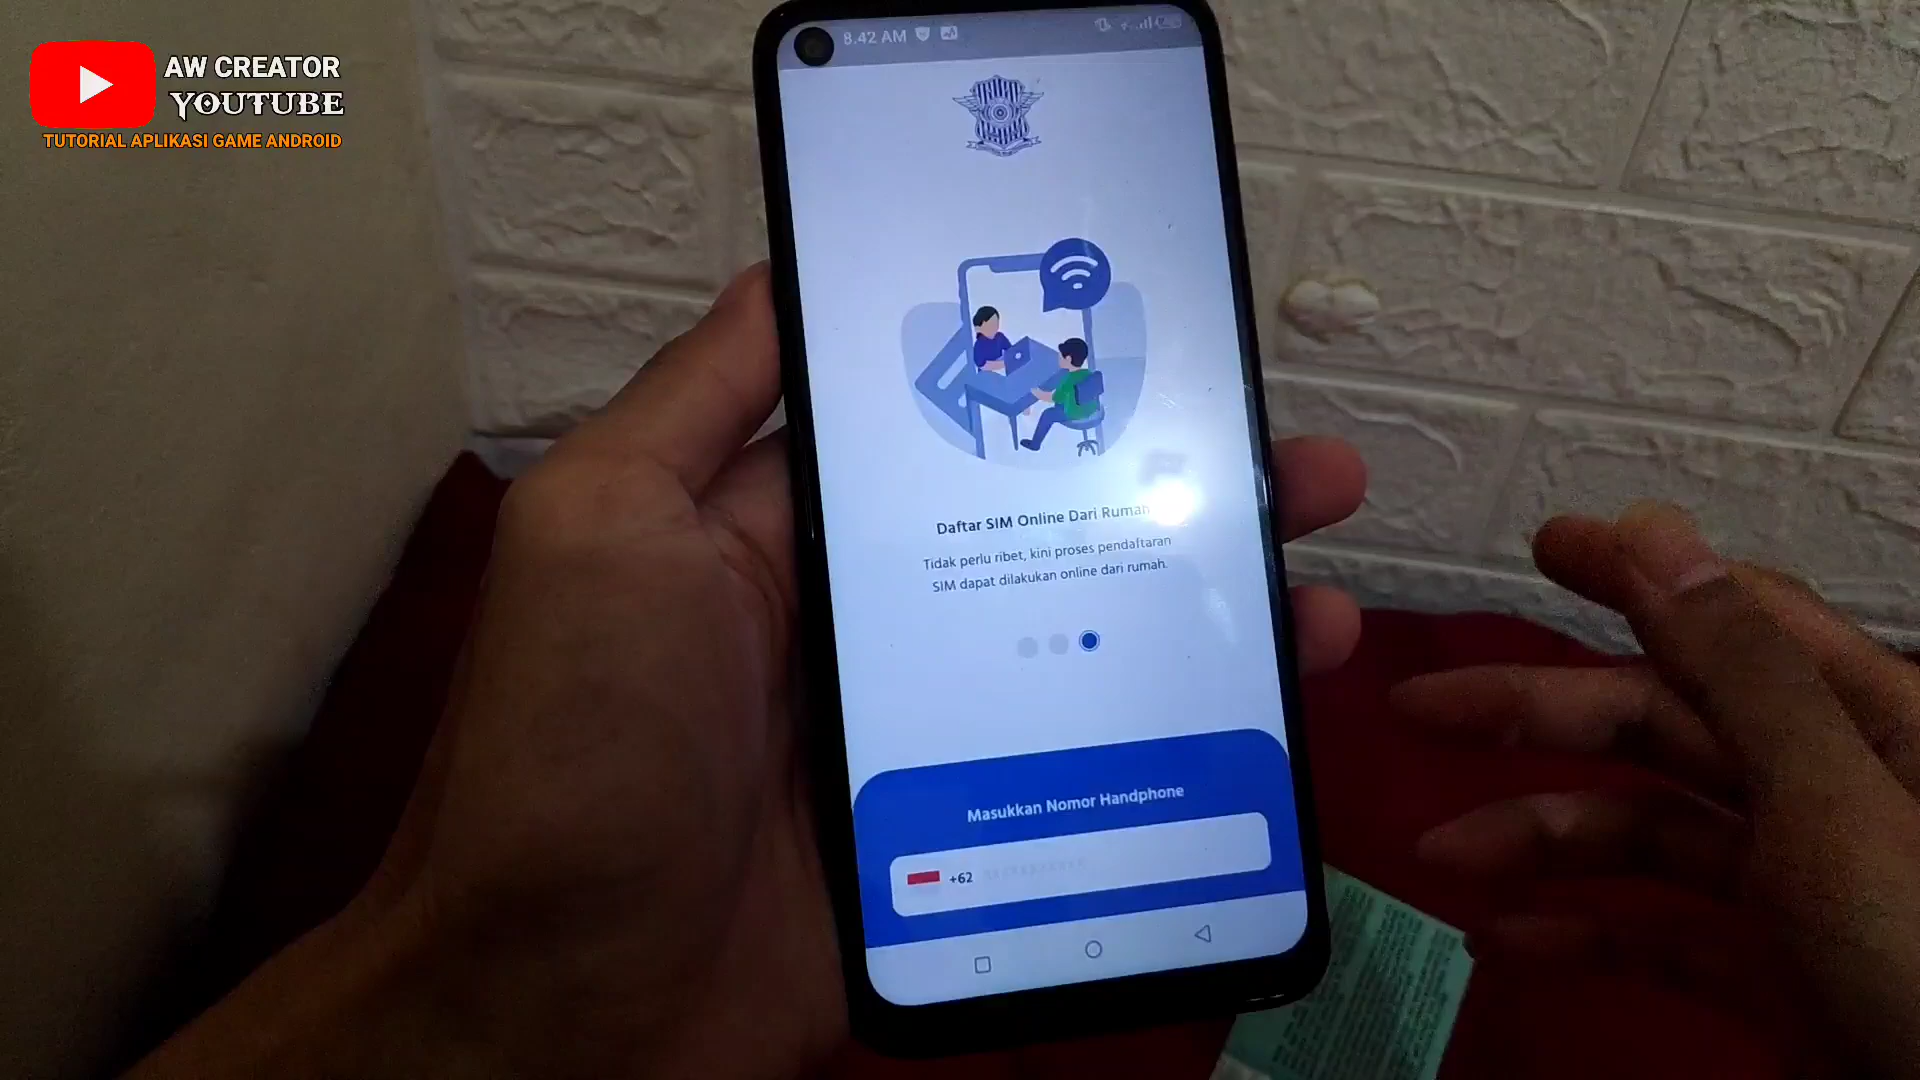 AW CREATOR
YOUTUBE
TUTORIAL APLIKASI GAME ANDROID
8.42 AM
Daftar SIM Online Dari Rumah
Tidak perlu ribet, kini proses pendaftaran
SIM dapat dilakukan online dari rumah.
Masukkan Nomor Handphone
+62